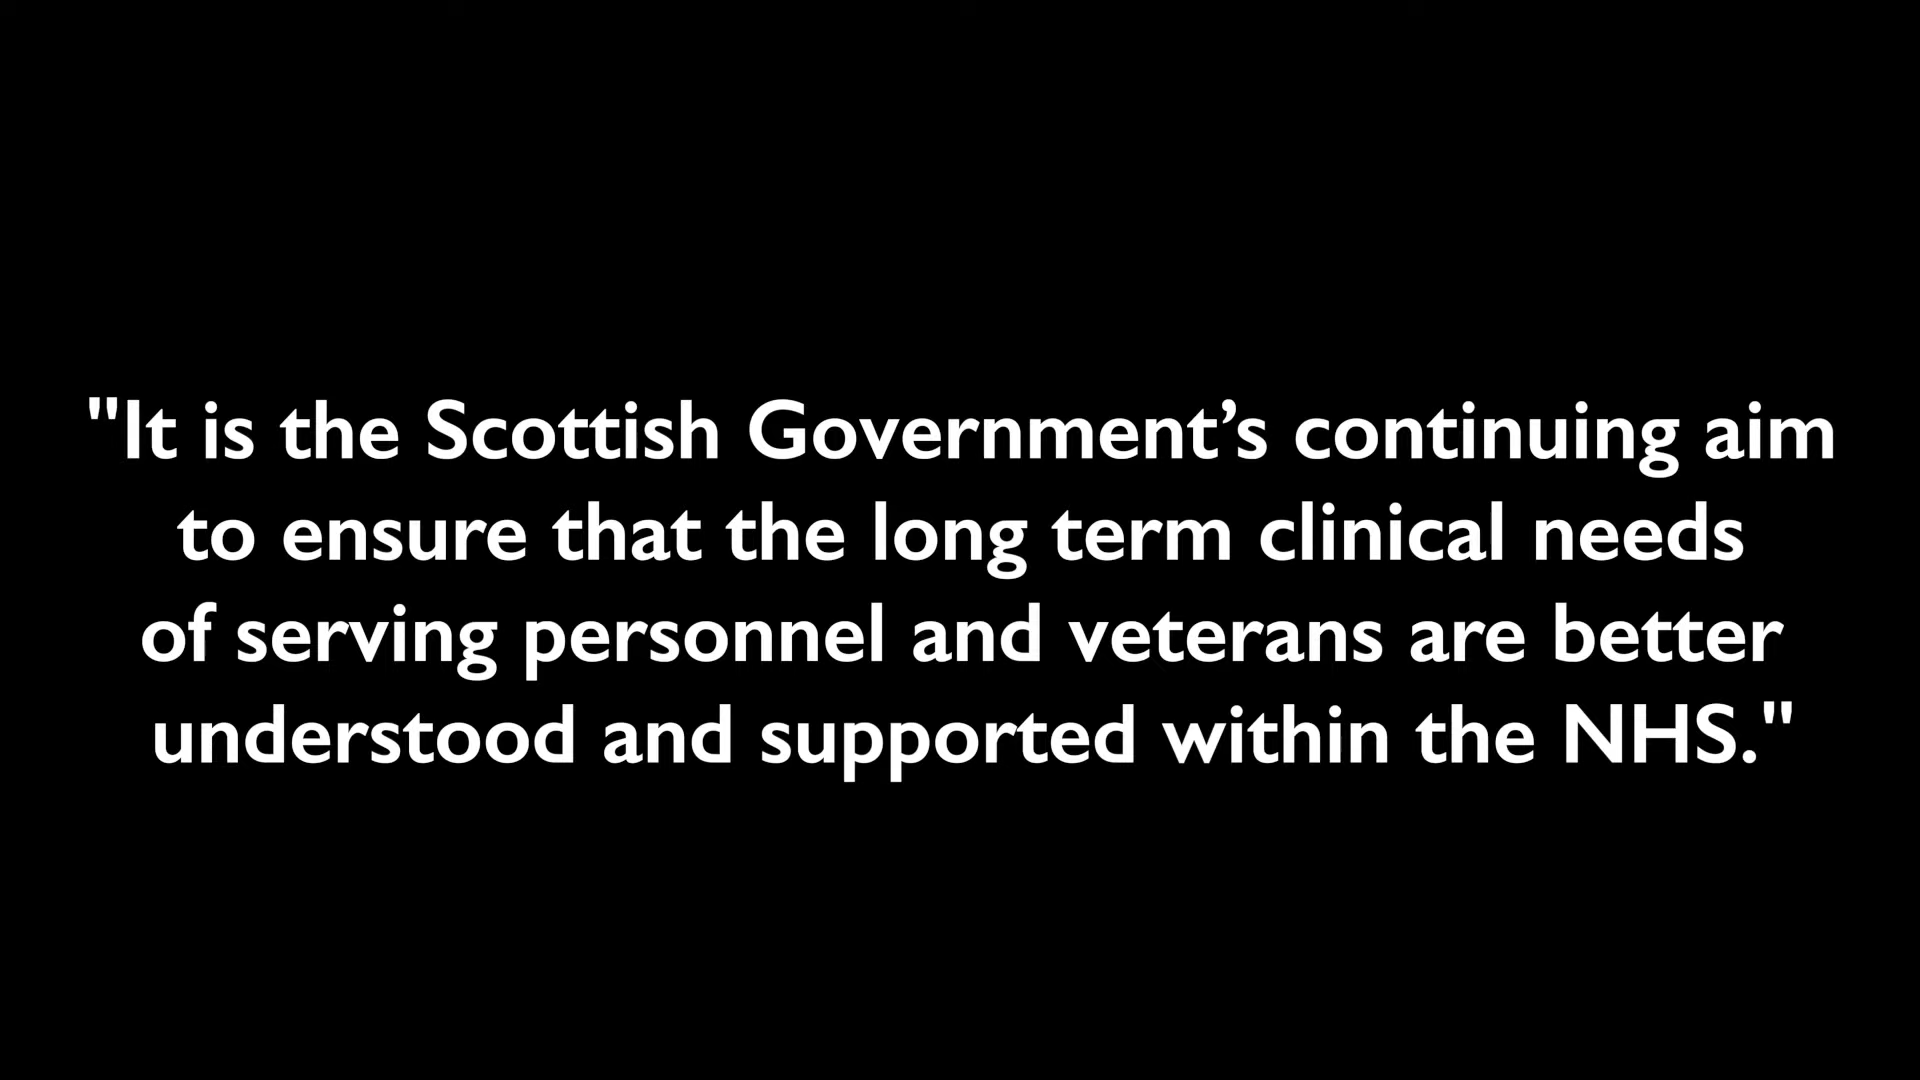 "It is the Scottish Government’s continuing aim
to ensure that the long term clinical needs
of serving personnel and veterans are better
understood and supported within the NHS."